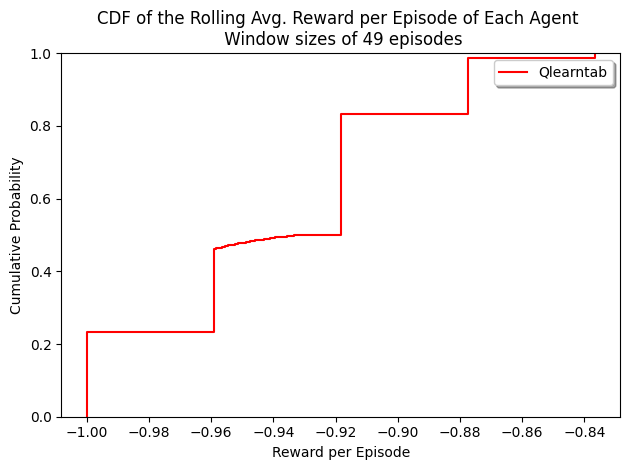 CDF of the Rolling Avg. Reward per Episode of Each Agent
Window sizes of 49 episodes
Qlearntab
1.0
0.8
0.6
0.4
0.2
0.0
Cumulative Probability
−1.00 −0.98 −0.96 −0.94 −0.92 −0.90 −0.88 −0.86 −0.84
Reward per Episode